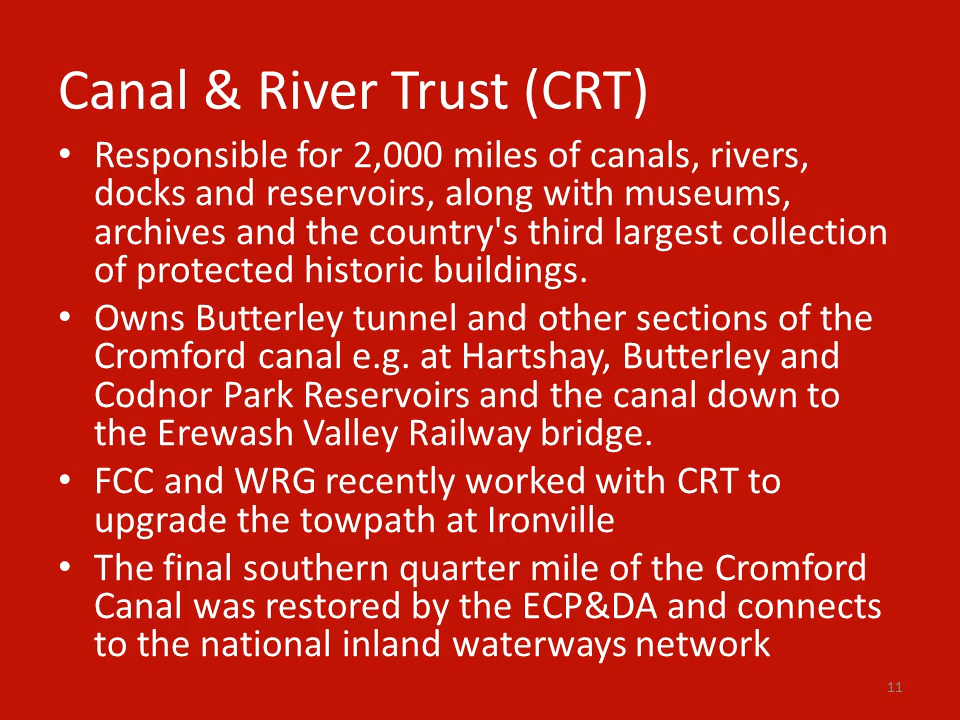 Canal & River Trust (CRT)
• Responsible for 2,000 miles of canals, rivers,
docks and reservoirs, along with museums,
archives and the country's third largest collection
of protected historic buildings.
• Owns Butterley tunnel and other sections of the
Cromford canal e.g. at Hartshay, Butterley and
Codnor Park Reservoirs and the canal down to
the Erewash Valley Railway bridge.
• FCC and WRG recently worked with CRT to
upgrade the towpath at Ironville
• The final southern quarter mile of the Cromford
Canal was restored by the ECP&DA and connects
to the national inland waterways network
11